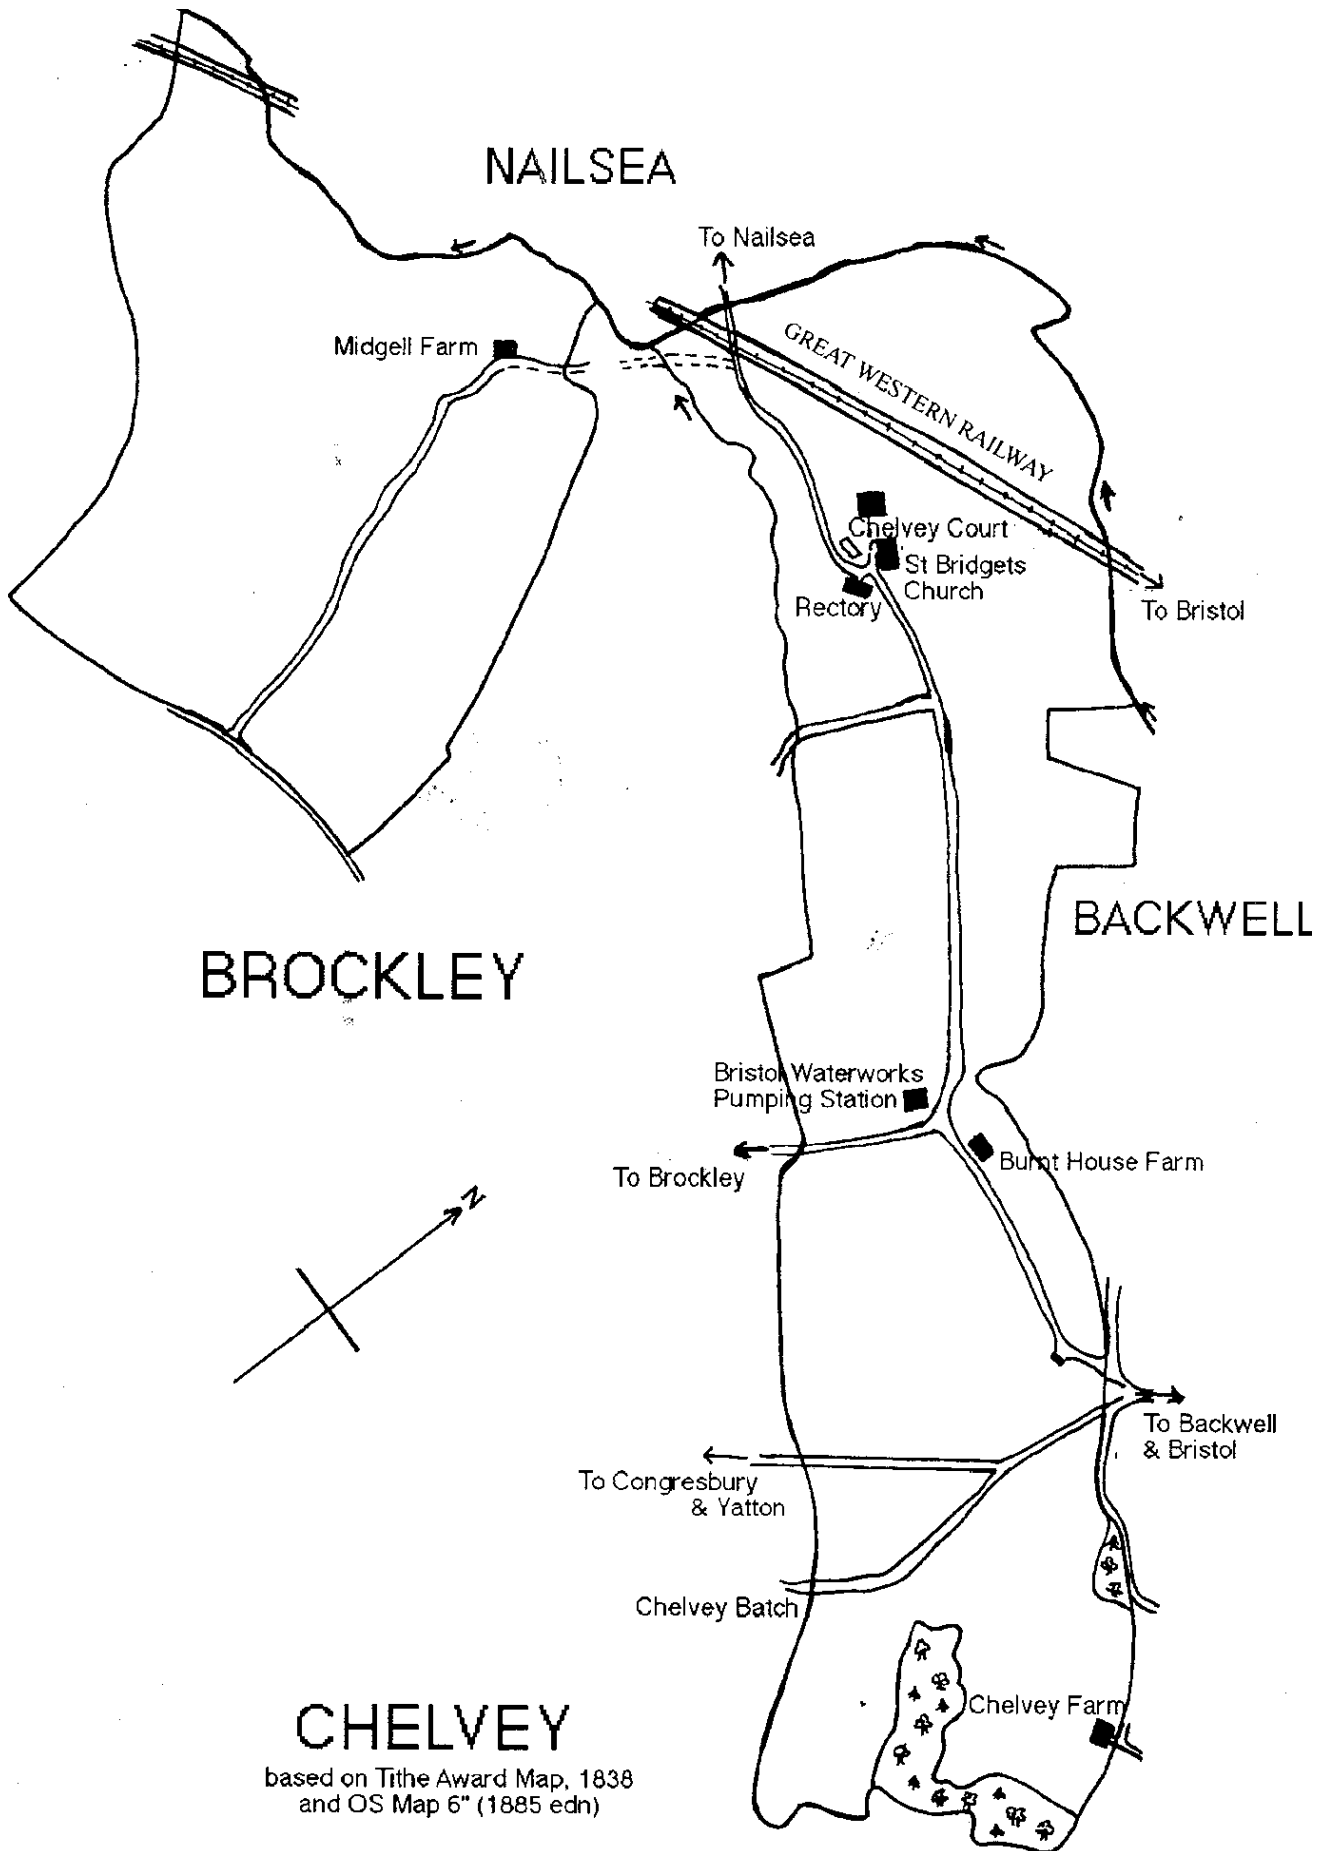 NAILSEA
To Nailsea
GREAT WESTERN RAILWAY
Midgell Farm
Chelvey Court
St Bridgets
Church
Rectory
To Bristol
BACKWELL
BROCKLEY
Bristol Waterworks
Pumping Station
To Brockley
Burnt House Farm
N
To Backwell
& Bristol
To Congresbury
& Yatton
Chelvey Batch
Chelvey Farm
CHELVEY
based on Tithe Award Map, 1838
and OS Map 6" (1885 edn)